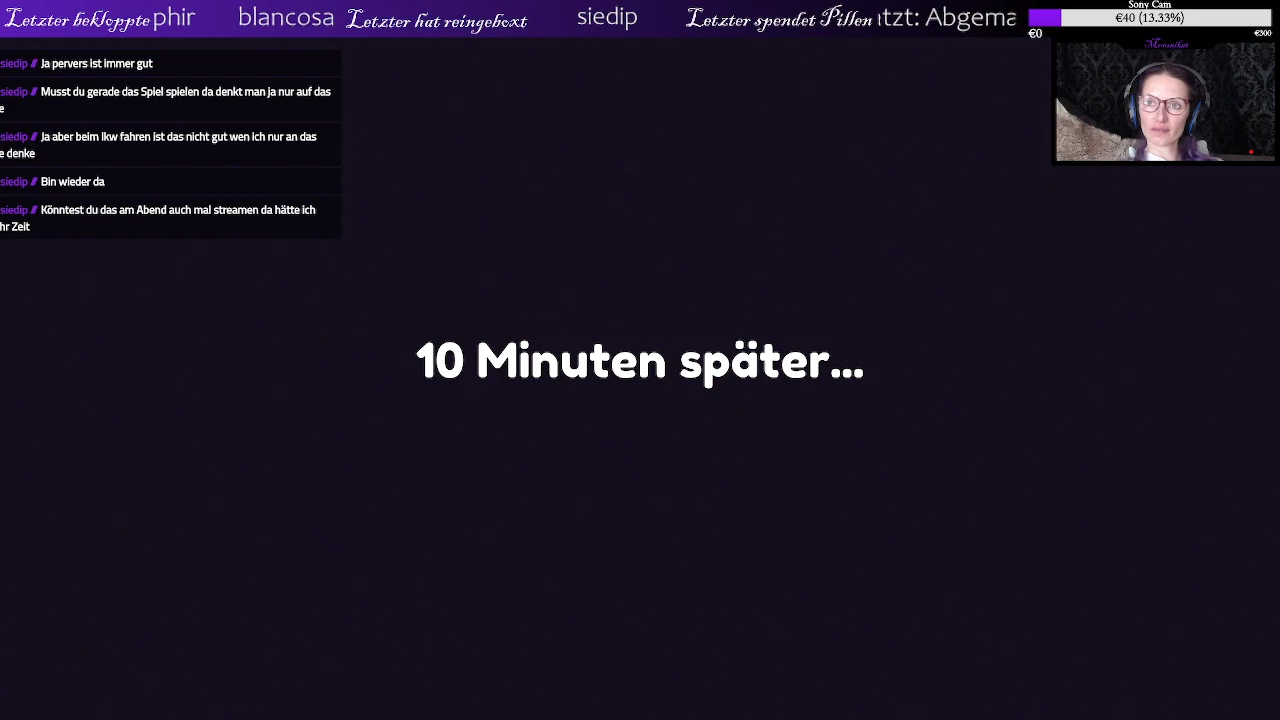 Letzter bekloppte phir blancosa Letzter hat reingeboxt siedip Letzter spendet Pillen tzt: Abgema
Sony Cam
€40 (13.33%)
€0 €300
siedip // Ja pervers ist immer gut
siedip // Musst du gerade das Spiel spielen da denkt man ja nur auf das
e
siedip // Ja aber beim lkw fahren ist das nicht gut wen ich nur an das
e denke
siedip // Bin wieder da
siedip // Könntest du das am Abend auch mal streamen da hätte ich
hr Zeit
10 Minuten später...